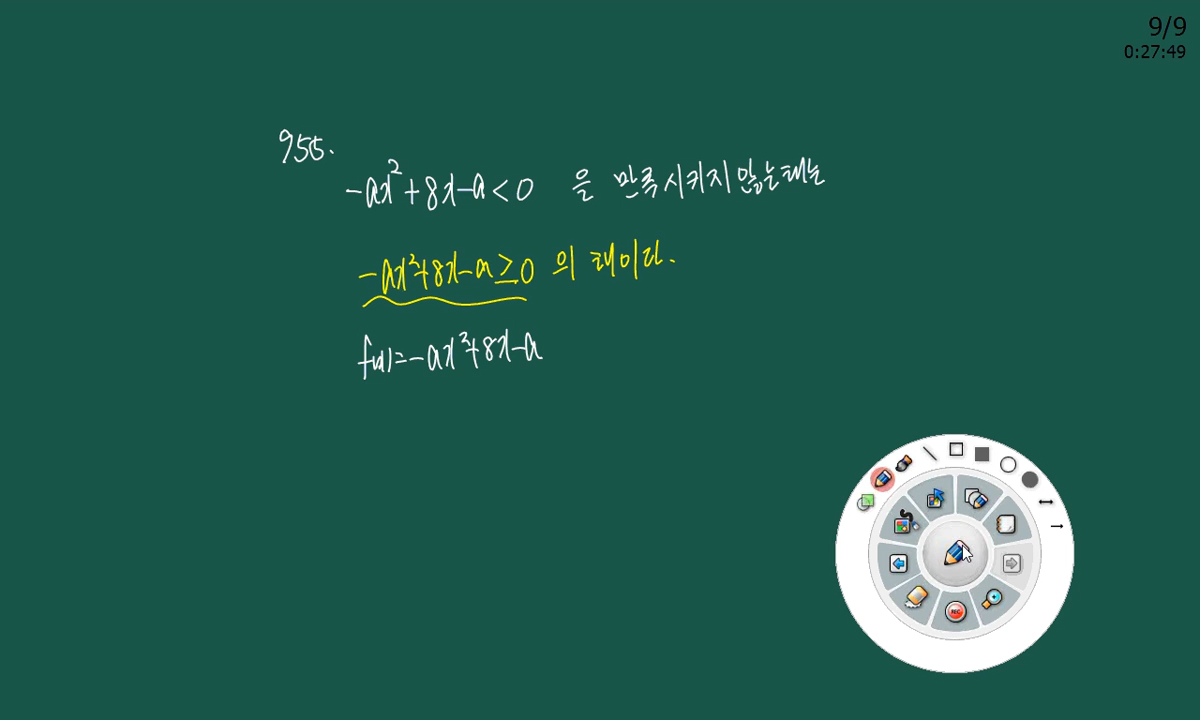 9/9
0:27:49
955.
-ax²+8x-a<0 을 만족시키지 않는 해는
-ax²+8x-a≥0 의 해이다.
f(x)=-ax²+8x-a
REC